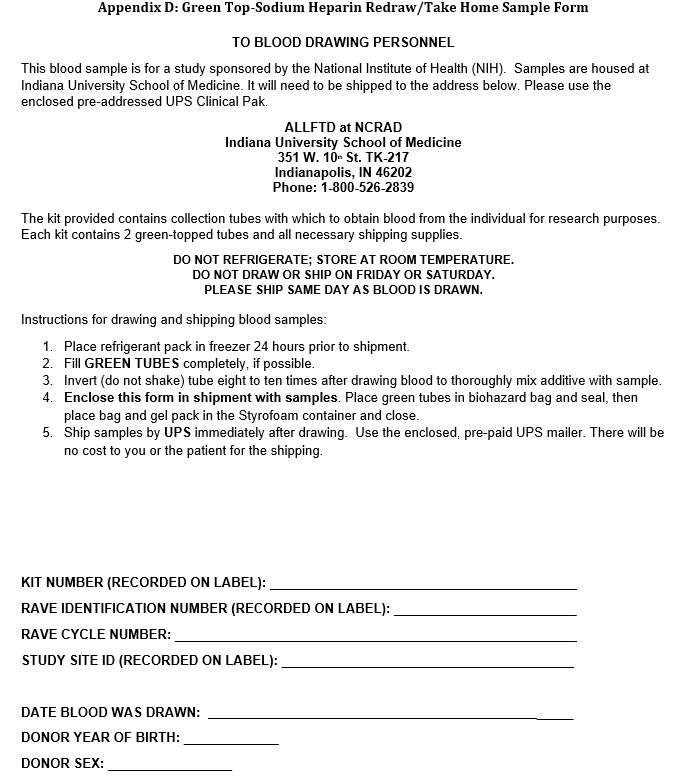 Appendix D: Green Top-Sodium Heparin Redraw/Take Home Sample Form
TO BLOOD DRAWING PERSONNEL
This blood sample is for a study sponsored by the National Institute of Health (NIH).  Samples are housed at
Indiana University School of Medicine. It will need to be shipped to the address below. Please use the
enclosed pre-addressed UPS Clinical Pak.
ALLFTD at NCRAD
Indiana University School of Medicine
351 W. 10th St. TK-217
Indianapolis, IN 46202
Phone: 1-800-526-2839
The kit provided contains collection tubes with which to obtain blood from the individual for research purposes.
Each kit contains 2 green-topped tubes and all necessary shipping supplies.
DO NOT REFRIGERATE; STORE AT ROOM TEMPERATURE.
DO NOT DRAW OR SHIP ON FRIDAY OR SATURDAY.
PLEASE SHIP SAME DAY AS BLOOD IS DRAWN.
Instructions for drawing and shipping blood samples:
1. Place refrigerant pack in freezer 24 hours prior to shipment.
2. Fill GREEN TUBES completely, if possible.
3. Invert (do not shake) tube eight to ten times after drawing blood to thoroughly mix additive with sample.
4. Enclose this form in shipment with samples. Place green tubes in biohazard bag and seal, then
place bag and gel pack in the Styrofoam container and close.
5. Ship samples by UPS immediately after drawing.  Use the enclosed, pre-paid UPS mailer. There will be
no cost to you or the patient for the shipping.
KIT NUMBER (RECORDED ON LABEL): ___
RAVE IDENTIFICATION NUMBER (RECORDED ON LABEL): ___
RAVE CYCLE NUMBER: ___
STUDY SITE ID (RECORDED ON LABEL): ___
DATE BLOOD WAS DRAWN: ___
DONOR YEAR OF BIRTH: ___
DONOR SEX: ___